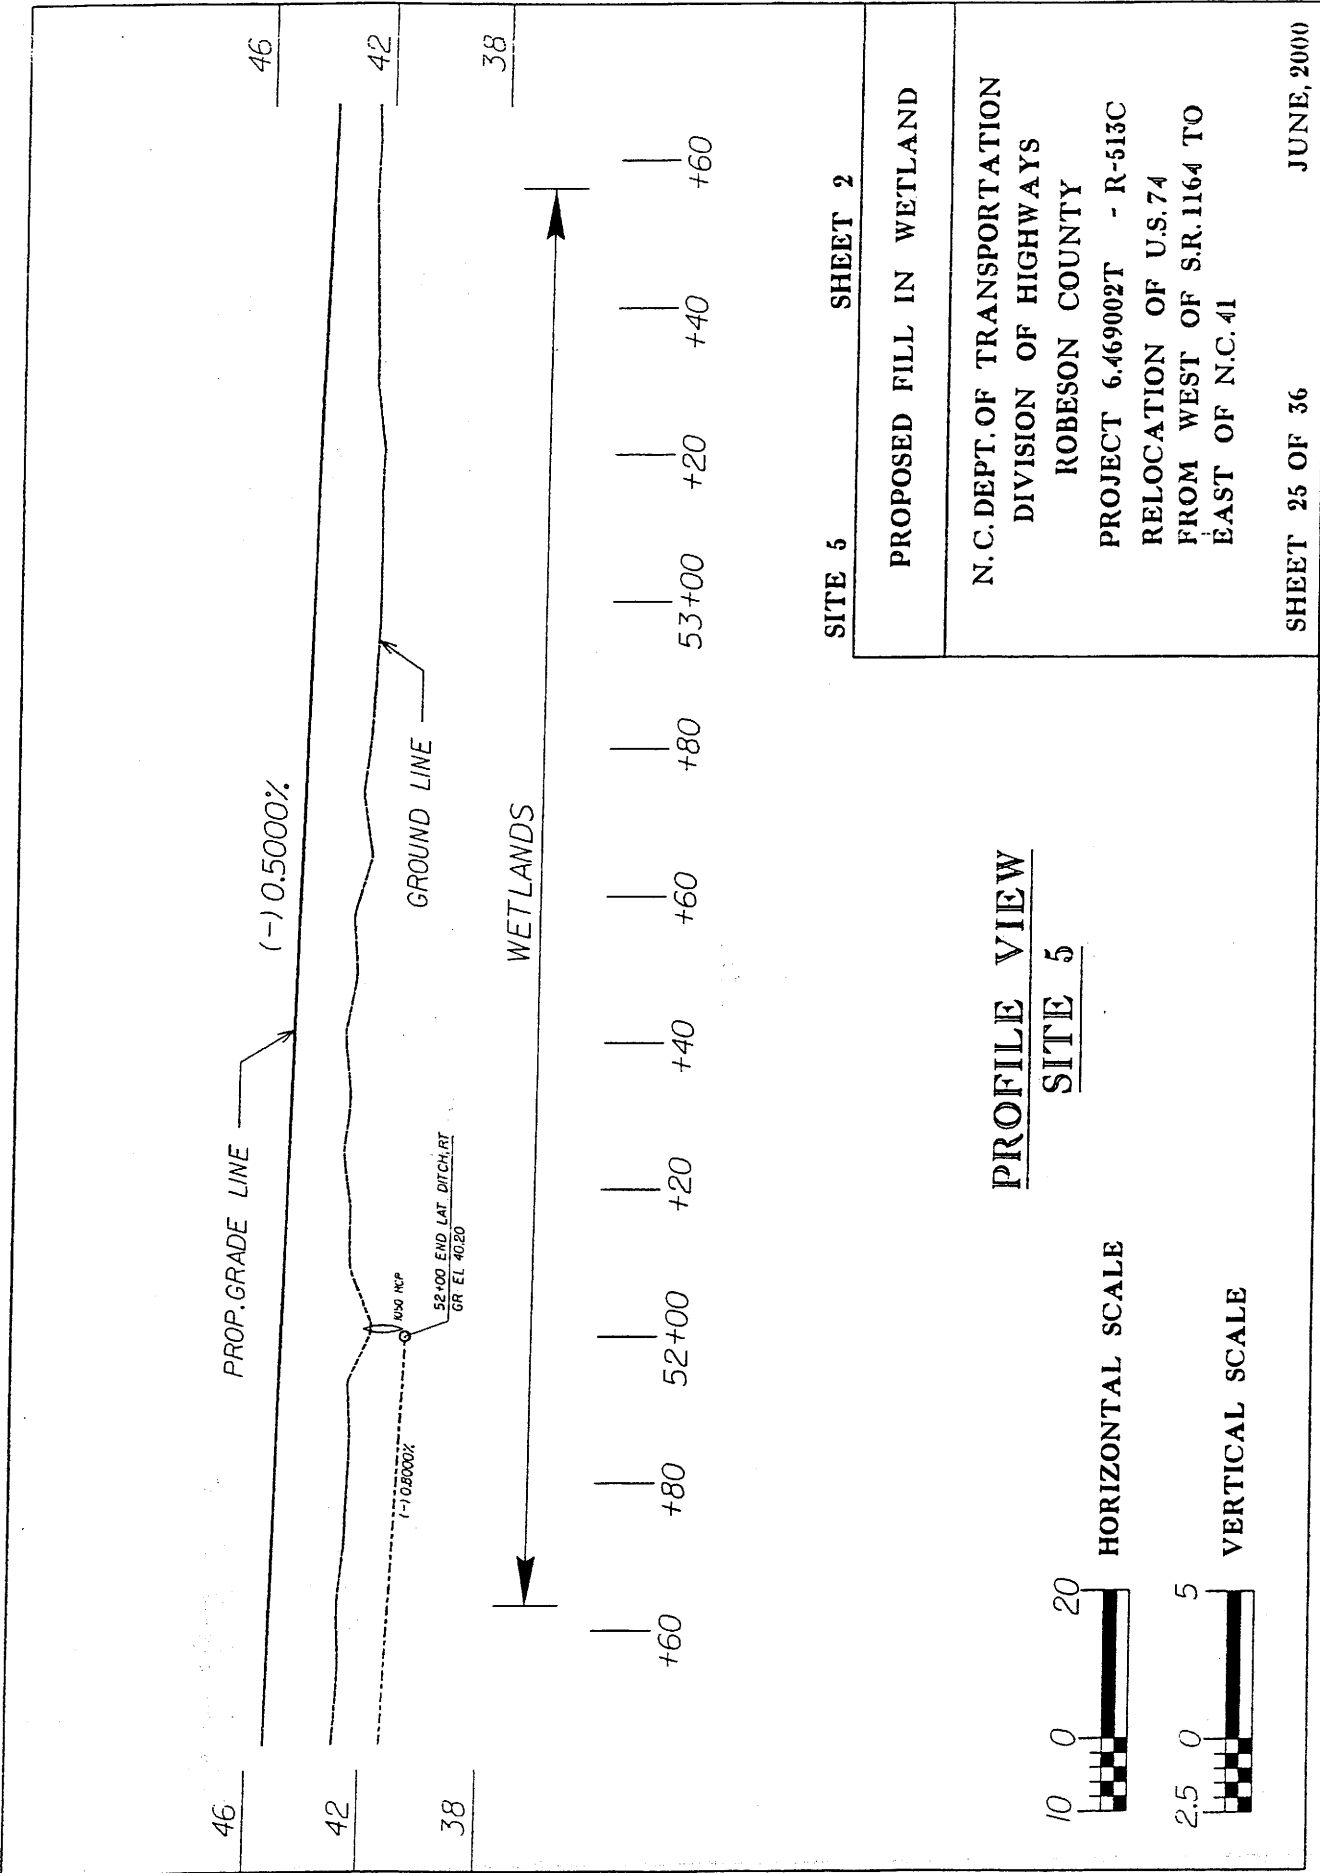 46
42
38
46
42
38
PROP. GRADE LINE
(-) 0.5000%
GROUND LINE
(-) 0.8000%
1050 RCP
52+00 END LAT. DITCH, RT
GR EL 40.20
WETLANDS
+60
+80
52+00
+20
+40
+60
+80
53+00
+20
+40
+60
PROFILE VIEW
SITE 5
10 0 20
HORIZONTAL SCALE
2.5 0 5
VERTICAL SCALE
SITE 5 SHEET 2
PROPOSED FILL IN WETLAND
N. C. DEPT. OF TRANSPORTATION
DIVISION OF HIGHWAYS
ROBESON COUNTY
PROJECT 6.469002T - R-513C
RELOCATION OF U.S. 74
FROM WEST OF S.R. 1164 TO
EAST OF N.C. 41
SHEET 25 OF 36 JUNE, 2000